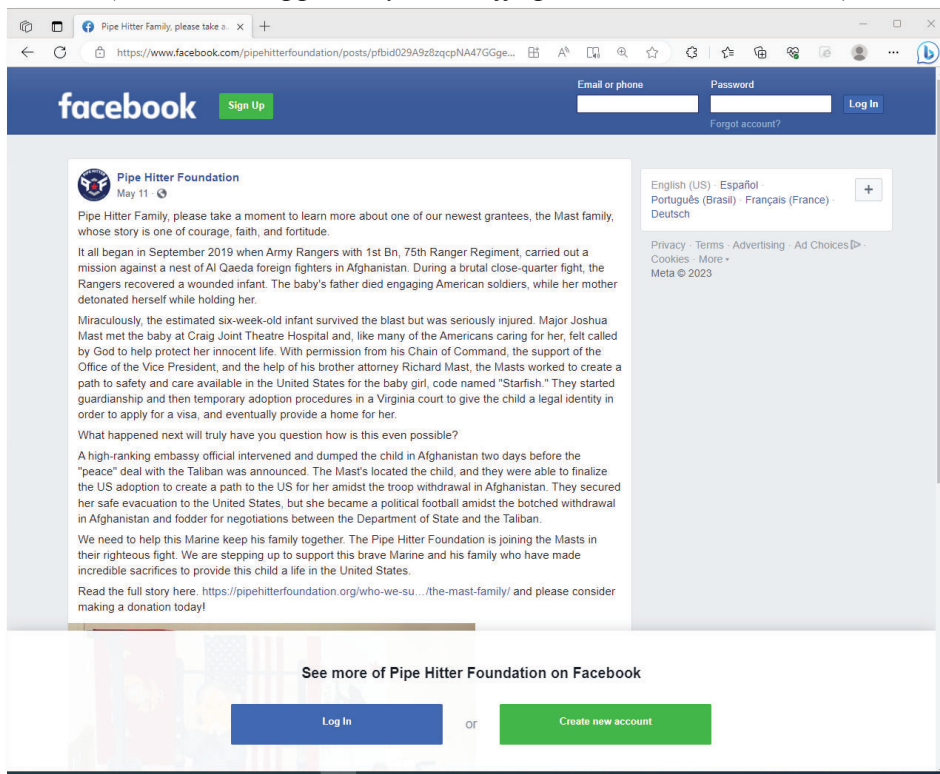 Pipe Hitter Family, please take a
https://www.facebook.com/pipehitterfoundation/posts/pfbid029A9z8zqcpNA47GGge...
facebook
Sign Up
Email or phone
Password
Log In
Forgot account?
Pipe Hitter Foundation
May 11 ·
Pipe Hitter Family, please take a moment to learn more about one of our newest grantees, the Mast family,
whose story is one of courage, faith, and fortitude.
It all began in September 2019 when Army Rangers with 1st Bn, 75th Ranger Regiment, carried out a
mission against a nest of Al Qaeda foreign fighters in Afghanistan. During a brutal close-quarter fight, the
Rangers recovered a wounded infant. The baby's father died engaging American soldiers, while her mother
detonated herself while holding her.
Miraculously, the estimated six-week-old infant survived the blast but was seriously injured. Major Joshua
Mast met the baby at Craig Joint Theatre Hospital and, like many of the Americans caring for her, felt called
by God to help protect her innocent life. With permission from his Chain of Command, the support of the
Office of the Vice President, and the help of his brother attorney Richard Mast, the Masts worked to create a
path to safety and care available in the United States for the baby girl, code named "Starfish." They started
guardianship and then temporary adoption procedures in a Virginia court to give the child a legal identity in
order to apply for a visa, and eventually provide a home for her.
What happened next will truly have you question how is this even possible?
A high-ranking embassy official intervened and dumped the child in Afghanistan two days before the
"peace" deal with the Taliban was announced. The Mast's located the child, and they were able to finalize
the US adoption to create a path to the US for her amidst the troop withdrawal in Afghanistan. They secured
her safe evacuation to the United States, but she became a political football amidst the botched withdrawal
in Afghanistan and fodder for negotiations between the Department of State and the Taliban.
We need to help this Marine keep his family together. The Pipe Hitter Foundation is joining the Masts in
their righteous fight. We are stepping up to support this brave Marine and his family who have made
incredible sacrifices to provide this child a life in the United States.
Read the full story here. https://pipehitterfoundation.org/who-we-su…/the-mast-family/ and please consider
making a donation today!
English (US) · Español ·
Português (Brasil) · Français (France) ·
Deutsch
Privacy · Terms · Advertising · Ad Choices ·
Cookies · More
Meta © 2023
See more of Pipe Hitter Foundation on Facebook
Log In
or
Create new account